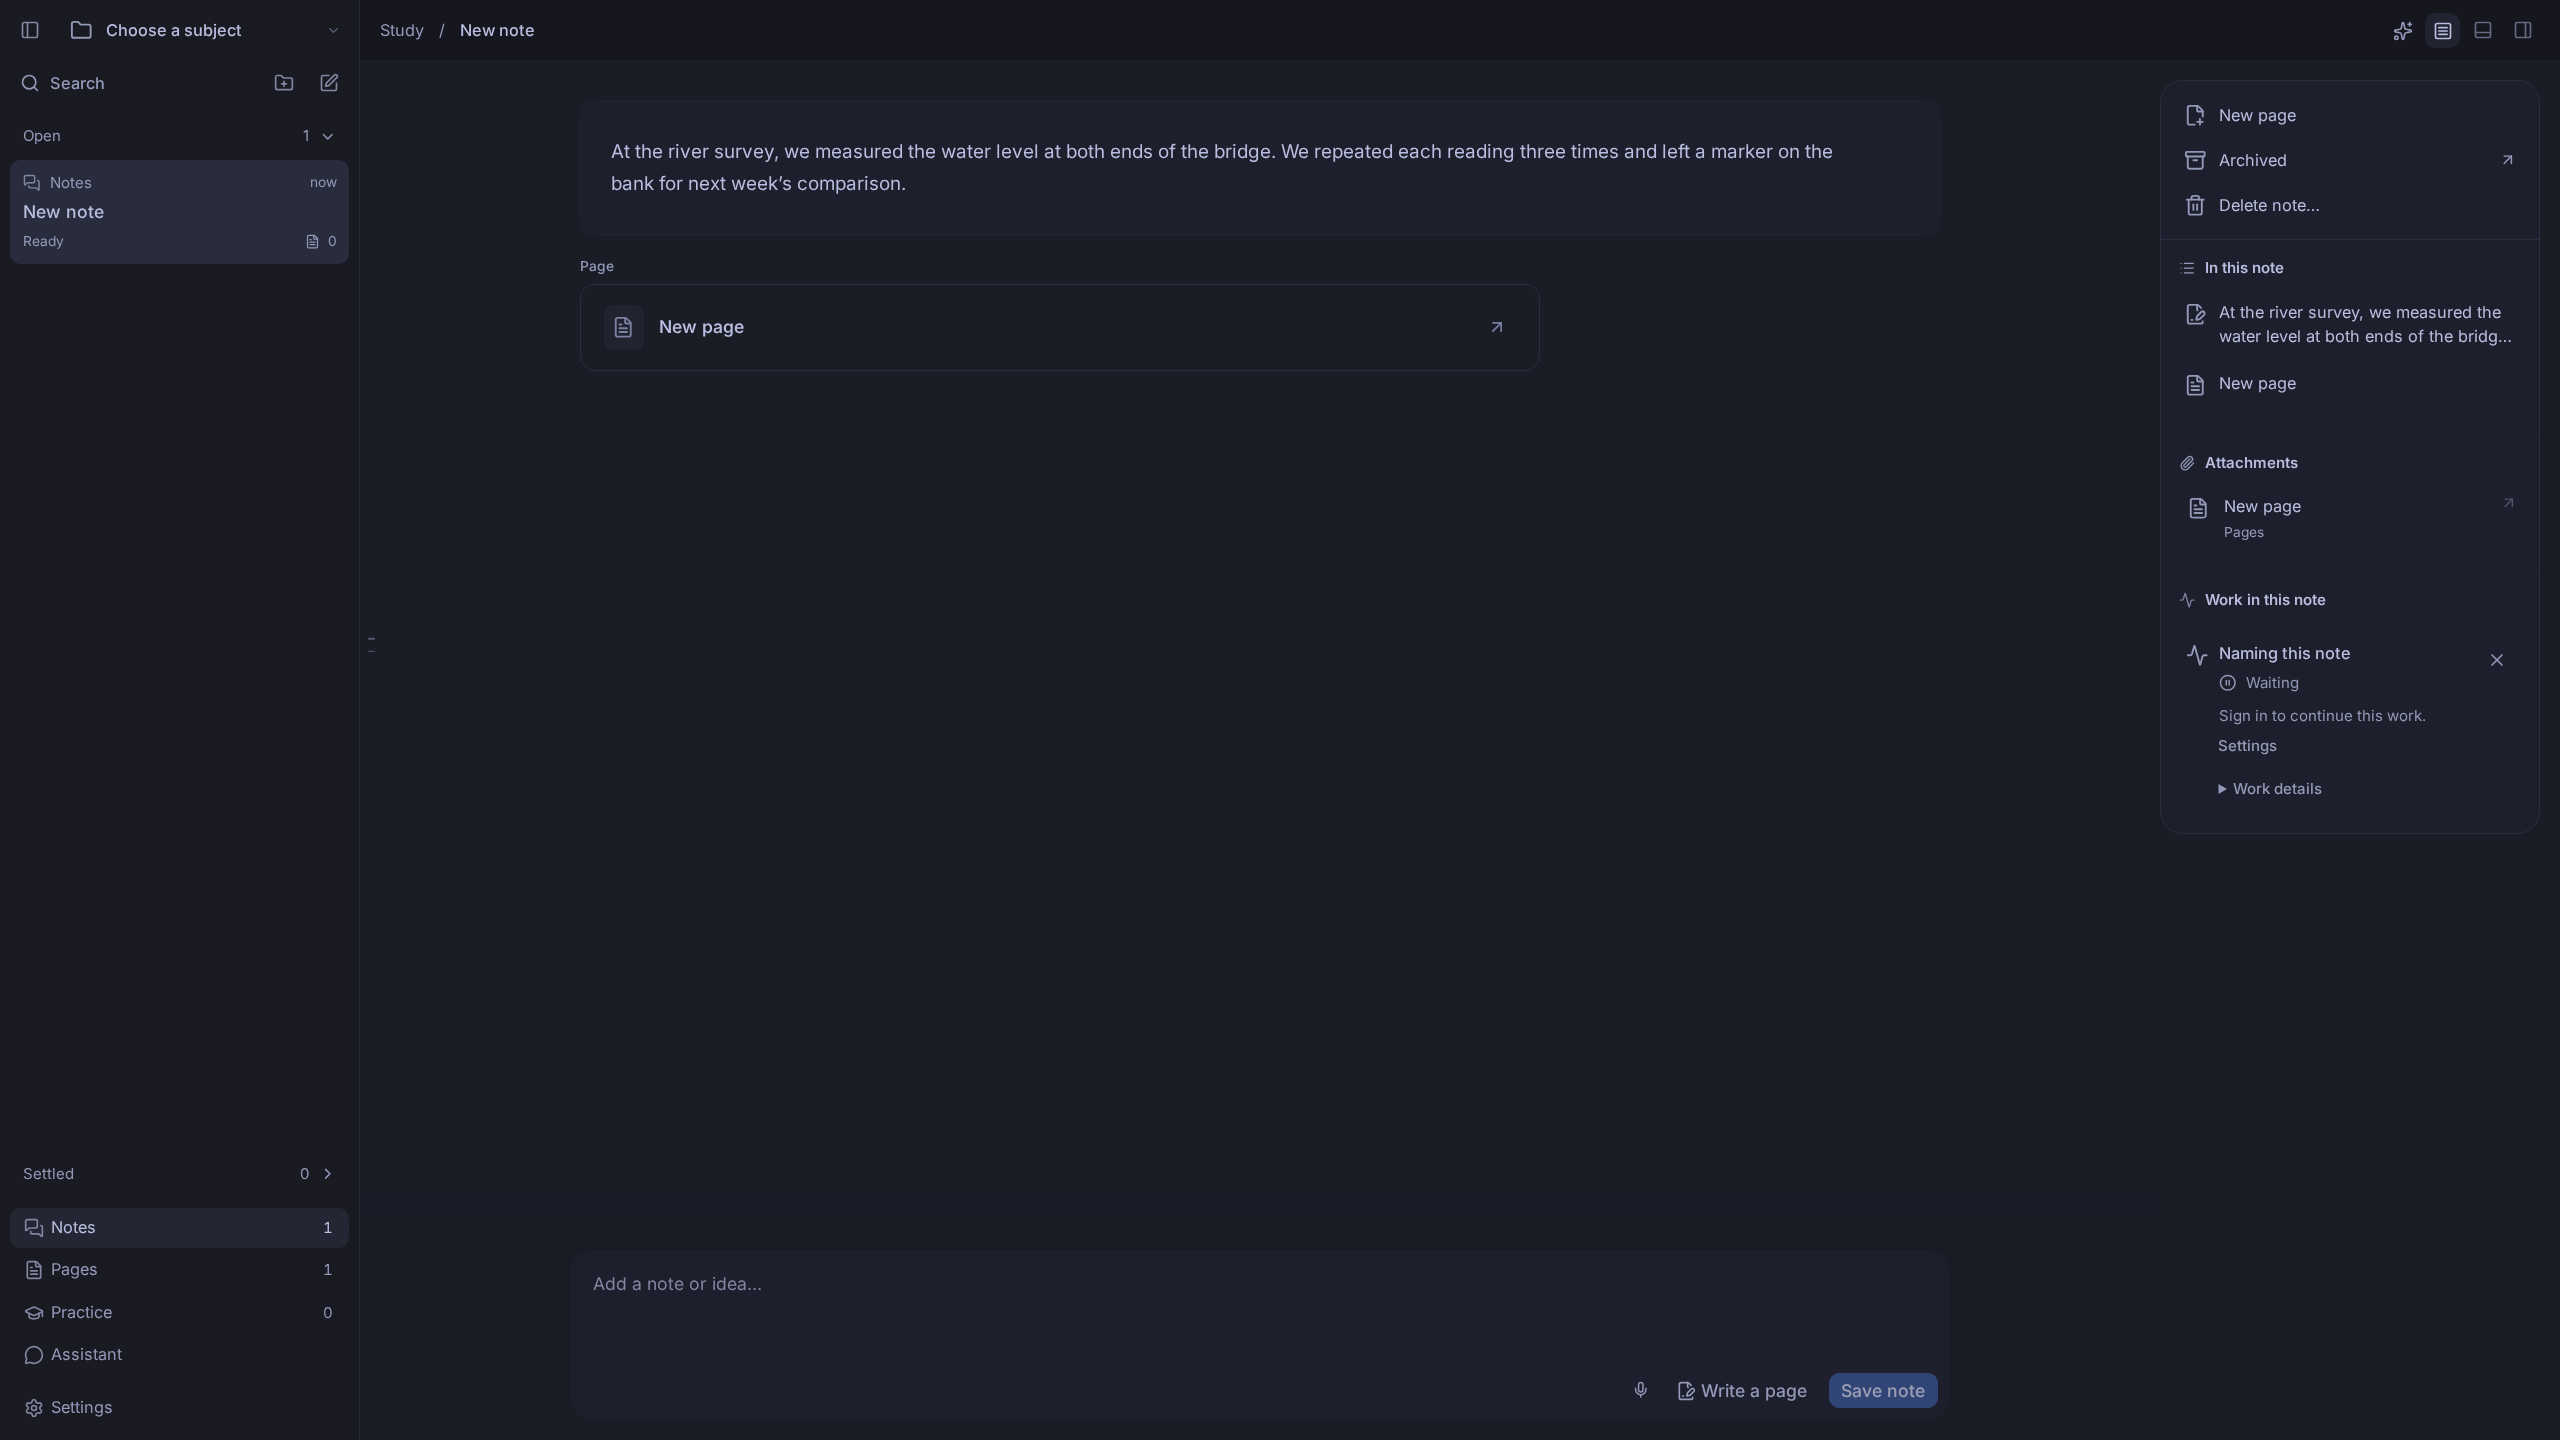 Choose a subject
Search
Open 1
Notes now
New note
Ready 0
Settled 0
Notes 1
Pages 1
Practice 0
Assistant
Settings
Study / New note
At the river survey, we measured the water level at both ends of the bridge. We repeated each reading three times and left a marker on the
bank for next week’s comparison.
Page
New page
Add a note or idea...
Write a page
Save note
New page
Archived
Delete note...
In this note
At the river survey, we measured the
water level at both ends of the bridg...
New page
Attachments
New page
Pages
Work in this note
Naming this note
Waiting
Sign in to continue this work.
Settings
Work details